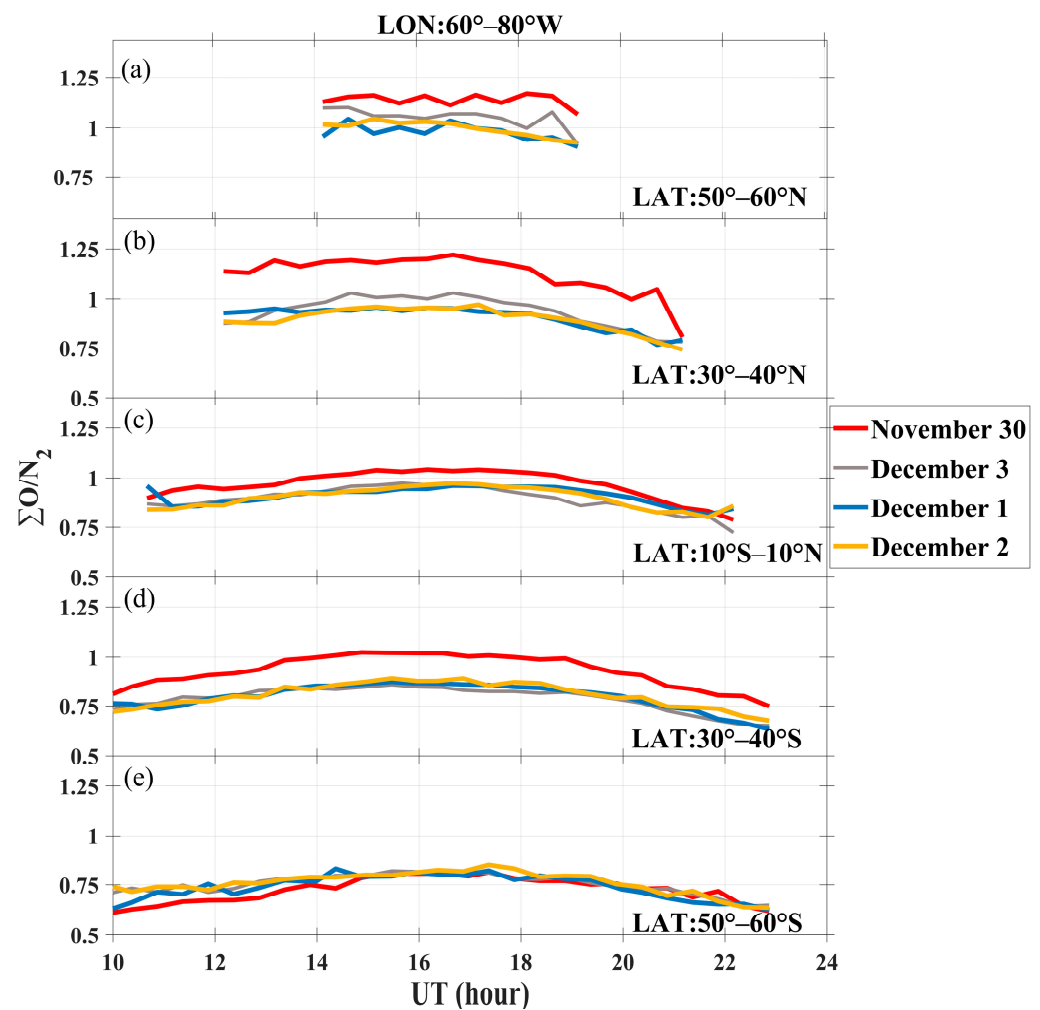 LON:60°–80°W
(a)
1.25
1
0.75
LAT:50°–60°N
(b)
1.25
1
0.75
0.5
LAT:30°–40°N
(c)
1.25
1
0.75
0.5
LAT:10°S–10°N
(d)
1.25
1
0.75
0.5
LAT:30°–40°S
(e)
1.25
1
0.75
0.5
LAT:50°–60°S
∑O/N2
10 12 14 16 18 20 22 24
UT (hour)
November 30
December 3
December 1
December 2